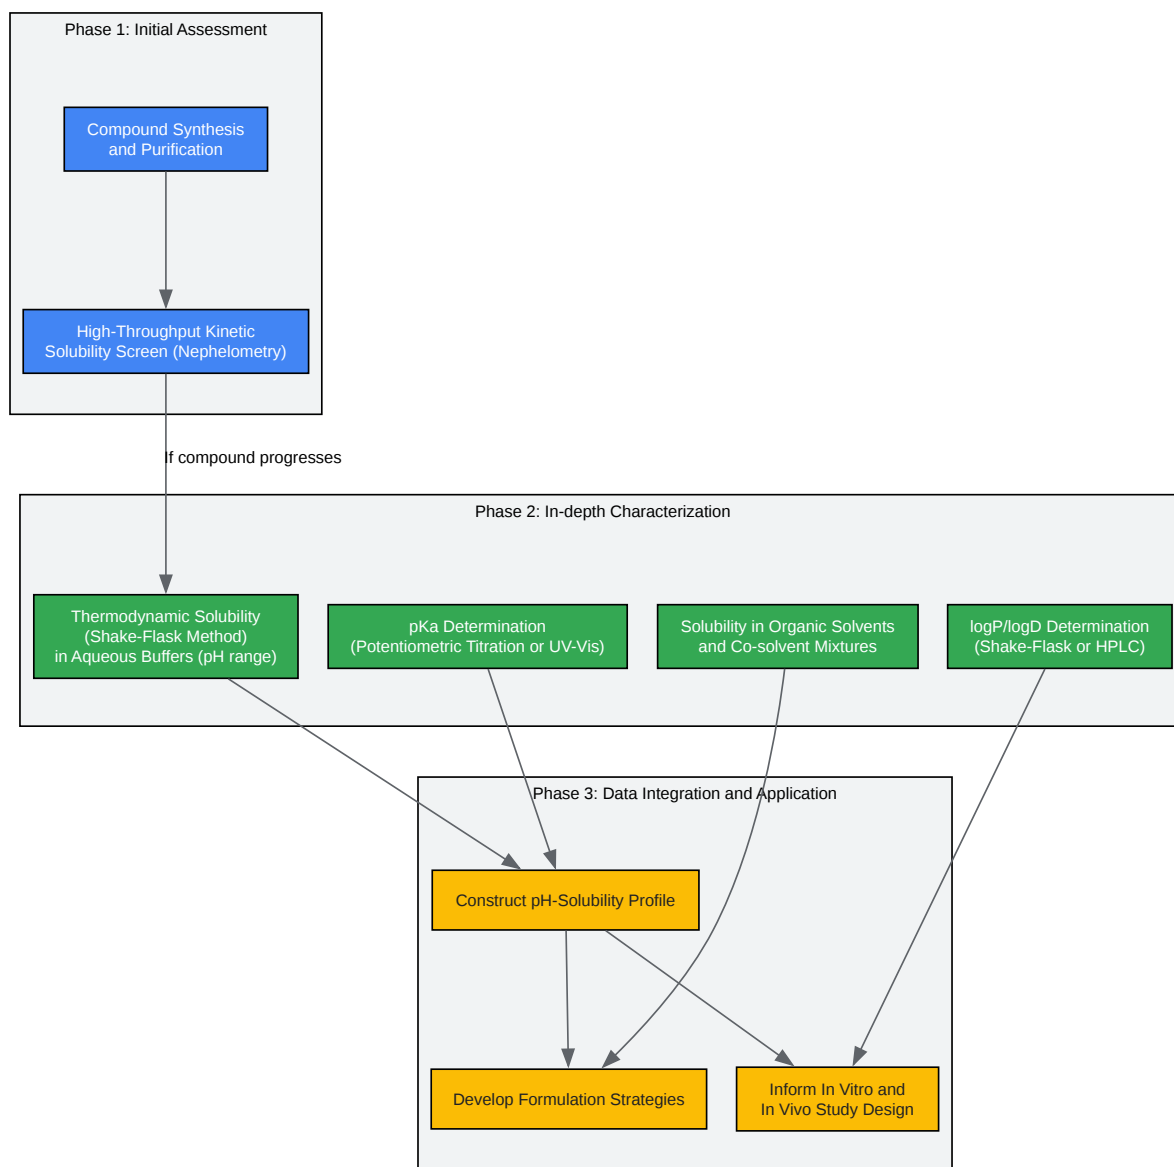 Phase 1: Initial Assessment
Compound Synthesis
and Purification
High-Throughput Kinetic
Solubility Screen (Nephelometry)
If compound progresses
Phase 2: In-depth Characterization
Thermodynamic Solubility
(Shake-Flask Method)
in Aqueous Buffers (pH range)
pKa Determination
(Potentiometric Titration or UV-Vis)
Solubility in Organic Solvents
and Co-solvent Mixtures
logP/logD Determination
(Shake-Flask or HPLC)
Phase 3: Data Integration and Application
Construct pH-Solubility Profile
Develop Formulation Strategies
Inform In Vitro and
In Vivo Study Design